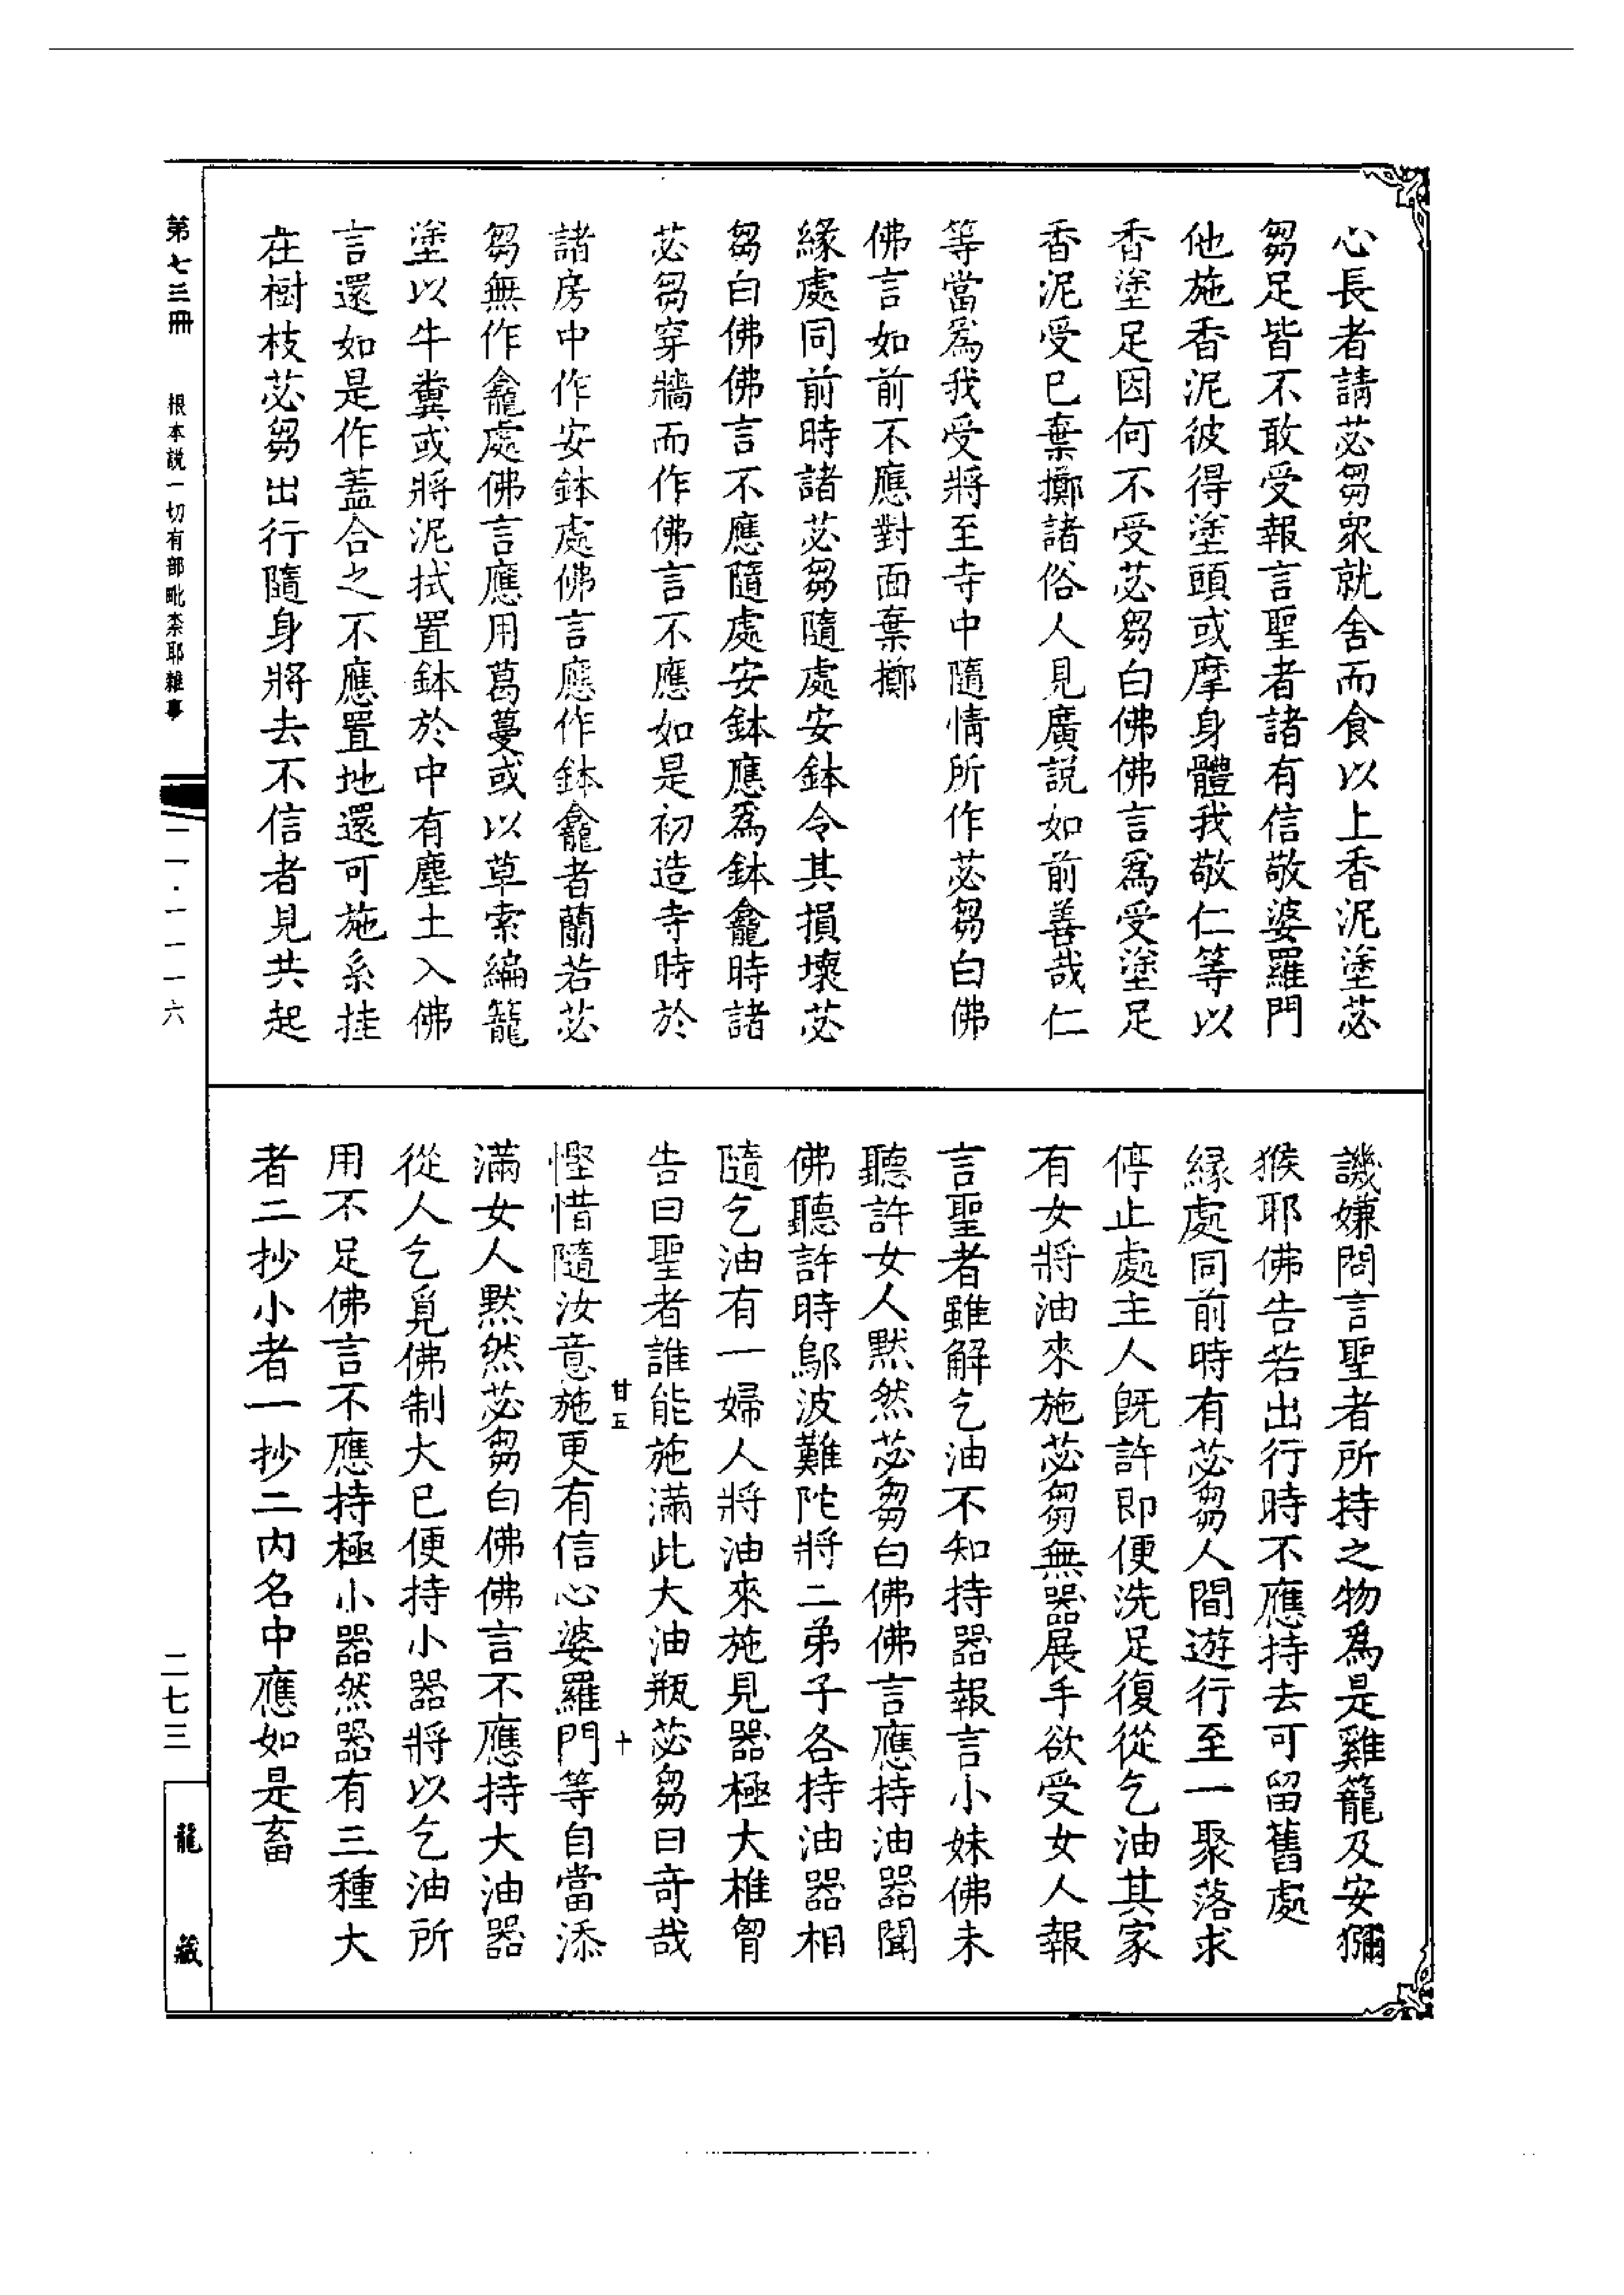 心長者請苾芻眾就舍而食以上香泥塗苾
芻足皆不敢受報言聖者諸有信敬婆羅門
他施香泥彼得塗頭或摩身體我敬仁等以
香塗足因何不受苾芻白佛佛言爲受塗足
香泥受已棄擲諸俗人見廣説如前善哉仁
等當爲我受將至寺中隨情所作苾芻白佛
佛言如前不應對面棄擲
緣處同前時諸苾芻隨處安鉢令其損壞苾
芻白佛佛言不應隨處安鉢應爲鉢龕時諸
苾芻穿牆而作佛言不應如是初造寺時於
諸房中作安鉢處佛言應作鉢龕者蘭若苾
芻無作龕處佛言應用葛蔓或以草索編籠
塗以牛糞或將泥拭置鉢於中有塵土入佛
言還如是作蓋合之不應置地還可施系挂
在樹枝苾芻出行隨身將去不信者見共起
譏嫌問言聖者所持之物爲是雞籠及安獼
猴耶佛告若出行時不應持去可留舊處
緣處同前時有苾芻人間遊行至一聚落求
停止處主人既許即便洗足復從乞油其家
有女將油來施苾芻無器展手欲受女人報
言聖者雖解乞油不知持器報言小妹佛未
聽許女人默然苾芻白佛佛言應持油器聞
佛聽許時鄔波難陀將二弟子各持油器相
隨乞油有一婦人將油來施見器極大椎胷
告曰聖者誰能施滿此大油瓶苾芻曰奇哉
慳惜隨汝意施更有信心婆羅門等自當添
滿女人默然苾芻白佛佛言不應持大油器
從人乞覓佛制大已便持小器將以乞油所
用不足佛言不應持極小器然器有三種大
者二抄小者一抄二內名中應如是畜
甘五
十
第七三冊
根本説一切有部毗柰耶雜事
一一·一一一六
二七三
龍藏